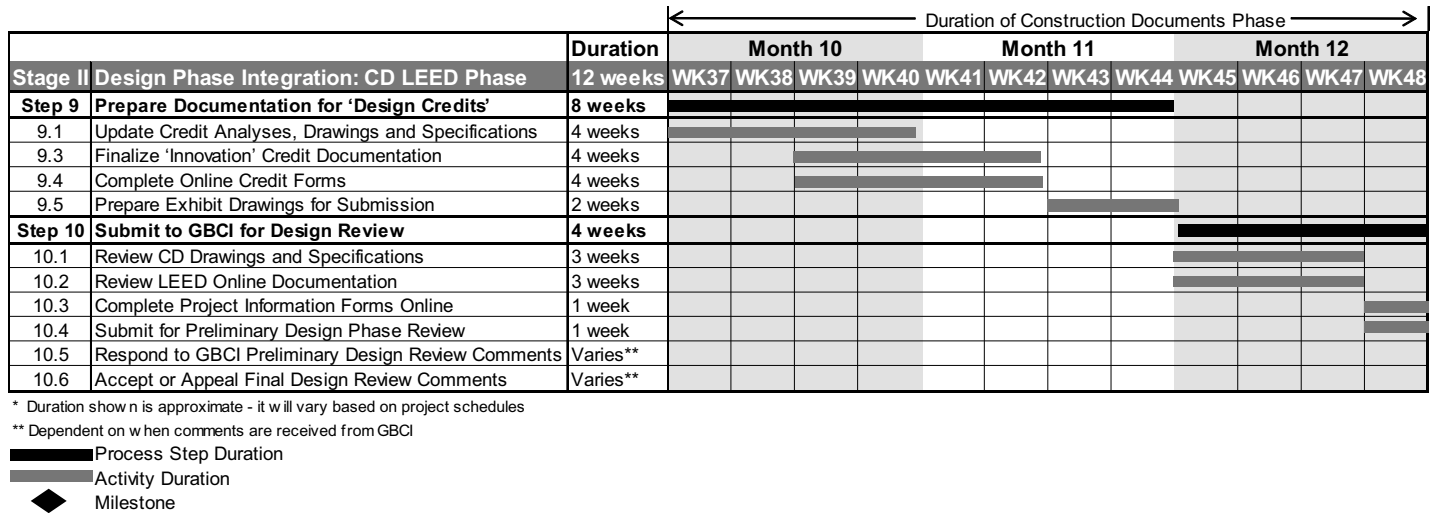 Duration of Construction Documents Phase
Duration Month 10 Month 11 Month 12
Stage II Design Phase Integration: CD LEED Phase 12 weeks WK37 WK38 WK39 WK40 WK41 WK42 WK43 WK44 WK45 WK46 WK47 WK48
Step 9 Prepare Documentation for ‘Design Credits’ 8 weeks
9.1 Update Credit Analyses, Drawings and Specifications 4 weeks
9.3 Finalize ‘Innovation’ Credit Documentation 4 weeks
9.4 Complete Online Credit Forms 4 weeks
9.5 Prepare Exhibit Drawings for Submission 2 weeks
Step 10 Submit to GBCI for Design Review 4 weeks
10.1 Review CD Drawings and Specifications 3 weeks
10.2 Review LEED Online Documentation 3 weeks
10.3 Complete Project Information Forms Online 1 week
10.4 Submit for Preliminary Design Phase Review 1 week
10.5 Respond to GBCI Preliminary Design Review Comments Varies**
10.6 Accept or Appeal Final Design Review Comments Varies**
* Duration shown is approximate - it will vary based on project schedules
** Dependent on when comments are received from GBCI
Process Step Duration
Activity Duration
Milestone